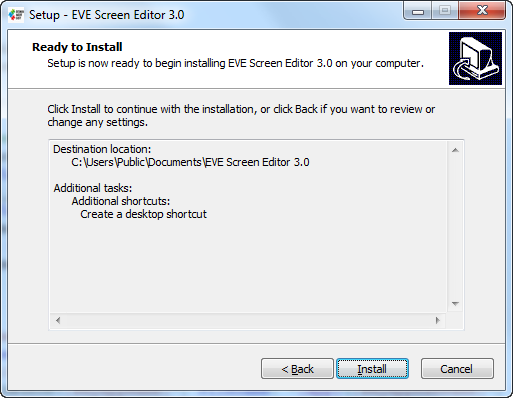 Setup - EVE Screen Editor 3.0
Ready to Install
Setup is now ready to begin installing EVE Screen Editor 3.0 on your computer.
Click Install to continue with the installation, or click Back if you want to review or
change any settings.
Destination location:
C:\Users\Public\Documents\EVE Screen Editor 3.0
Additional tasks:
Additional shortcuts:
Create a desktop shortcut
< Back
Install
Cancel